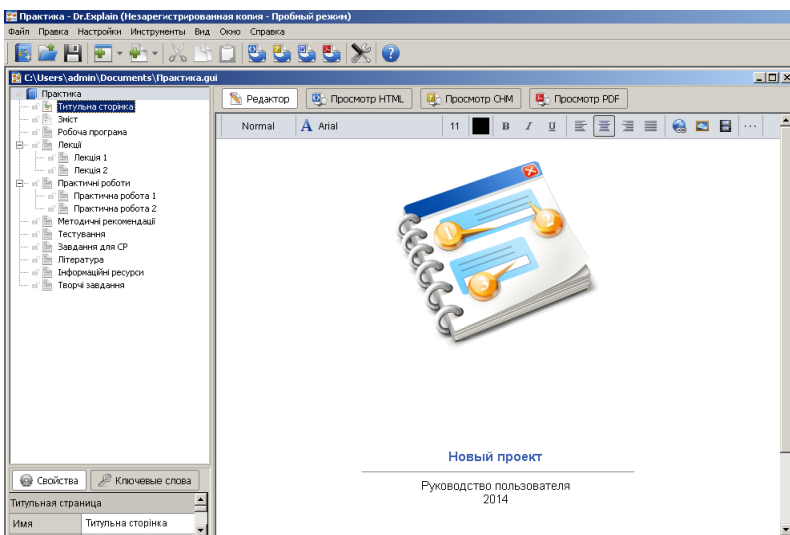 Практика - Dr.Explain (Незарегистрированная копия - Пробный режим)
Файл Правка Настройки Инструменты Вид Окно Справка
C:\Users\admin\Documents\Практика.gui
Практика
Титульна сторінка
Зміст
Робоча програма
Лекції
Лекція 1
Лекція 2
Практичні роботи
Практична робота 1
Практична робота 2
Методичні рекомендації
Тестування
Завдання для СР
Література
Інформаційні ресурси
Творчі завдання
Редактор Просмотр HTML Просмотр CHM Просмотр PDF
Normal A Arial 11 B I U ...
1
2
3
Новый проект
Руководство пользователя
2014
Свойства Ключевые слова
Титульная страница
Имя Титульна сторінка